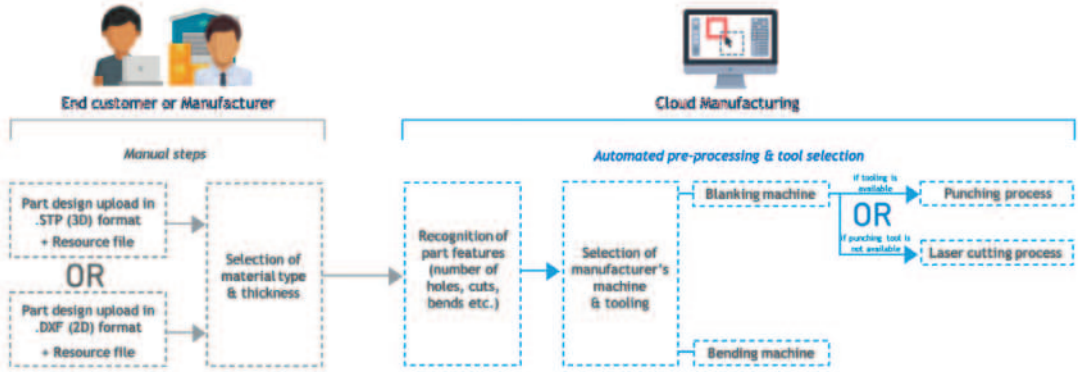 End customer or Manufacturer
Cloud Manufacturing
Manual steps
Automated pre-processing & tool selection
Part design upload in
.STP (3D) format
+ Resource file
OR
Part design upload in
.DXF (2D) format
+ Resource file
Selection of
material type
& thickness
Recognition of
part features
(number of
holes, cuts,
bends etc.)
Selection of
manufacturer's
machine
& tooling
Blanking machine
if tooling is
available
OR
if punching tool is
not available
Punching process
Laser cutting process
Bending machine